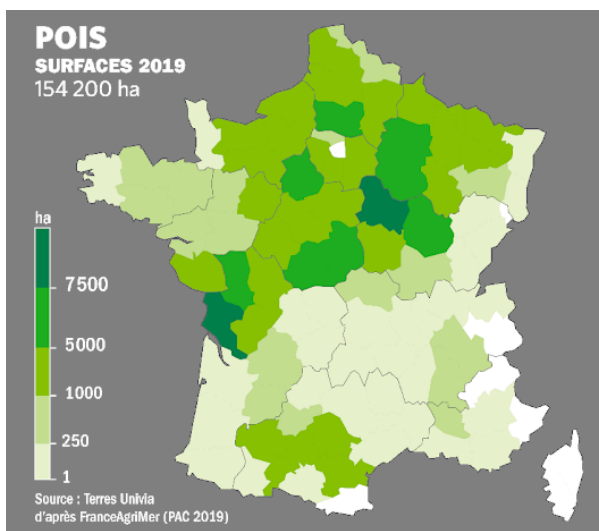 POIS
SURFACES 2019
154 200 ha
ha
7500
5000
1000
250
1
Source : Terres Univia
d'après FranceAgriMer (PAC 2019)